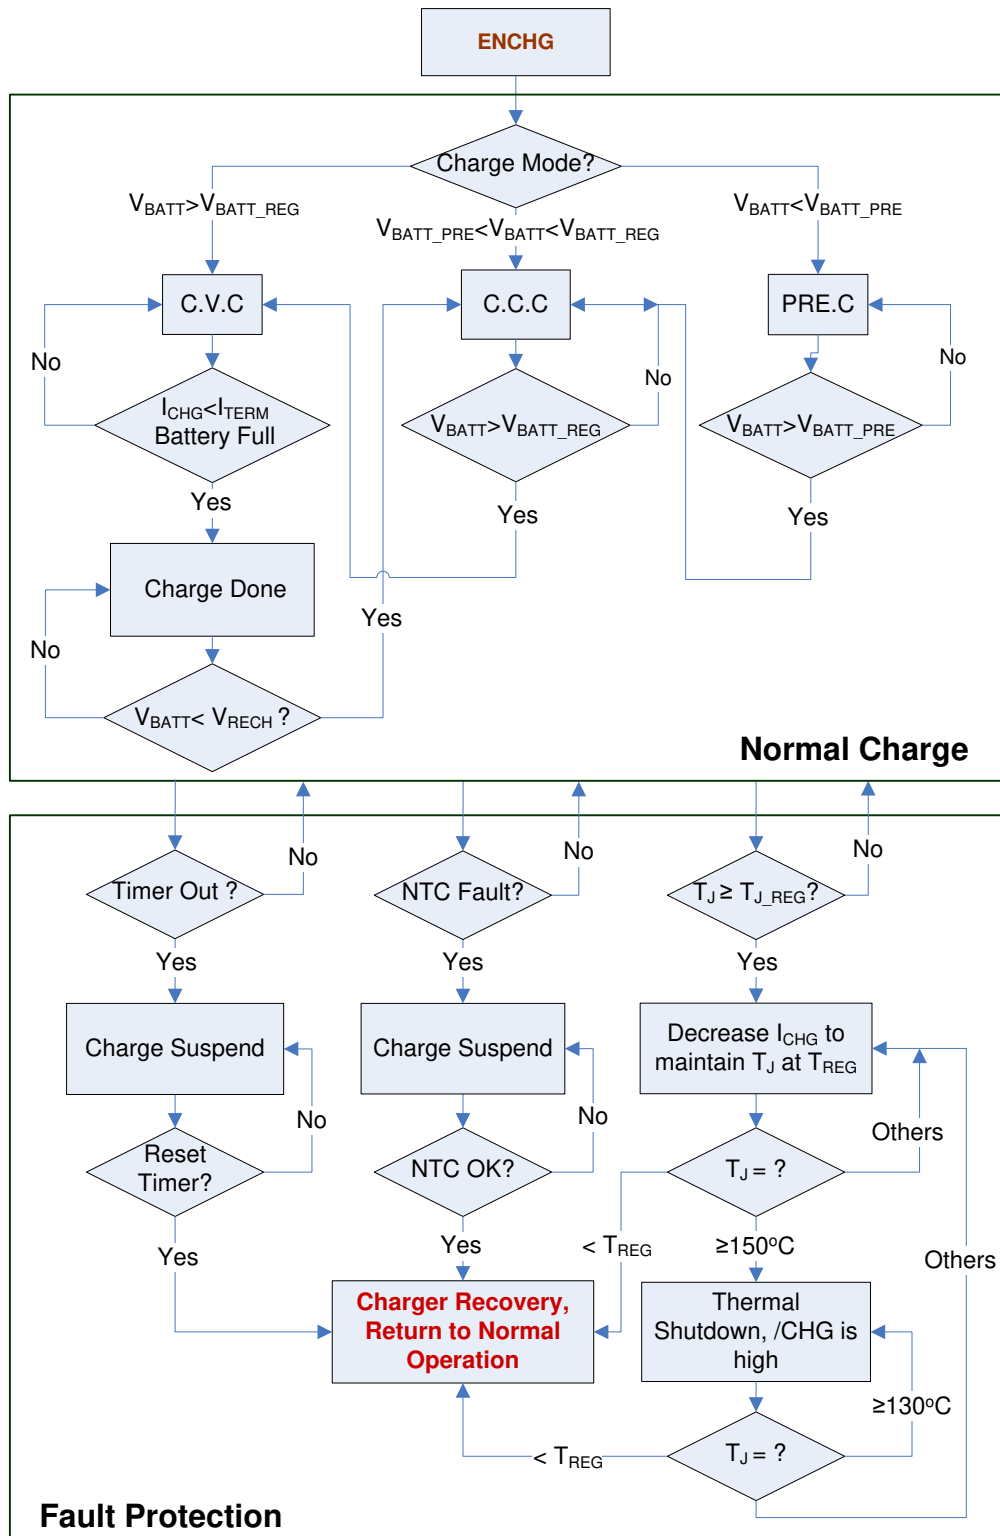 ENCHG
Charge Mode?
VBATT>VBATT_REG
VBATT_PRE<VBATT<VBATT_REG
VBATT<VBATT_PRE
C.V.C
C.C.C
PRE.C
No
No
No
ICHG<ITERM
Battery Full
VBATT>VBATT_REG
VBATT>VBATT_PRE
Yes
Yes
Yes
Charge Done
Yes
No
VBATT< VRECH ?
Normal Charge
No
No
No
Timer Out ?
NTC Fault?
TJ ≥ TJ_REG?
Yes
Yes
Yes
Charge Suspend
Charge Suspend
Decrease ICHG to
maintain TJ at TREG
No
No
Others
Reset
Timer?
NTC OK?
TJ = ?
Yes
Yes
< TREG
≥150oC
Others
Charger Recovery,
Return to Normal
Operation
Thermal
Shutdown, /CHG is
high
≥130oC
< TREG
TJ = ?
Fault Protection